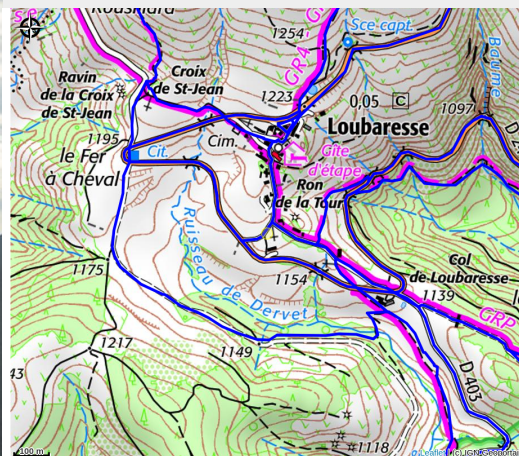 Sce capt.
1254
GR4
1223
Baume
Croix
de St-Jean
Ravin
de la Croix
de St-Jean
0,05 C
1097
Loubaresse
1195
Cim.
Cit.
le Fer
à Cheval
Gîte
d'étape
Ron
de la Tour
Ruisseau de Dervet
Col
de Loubaresse
1175
1154
1139
GRP
1217
1149
D 403
1118
100 m